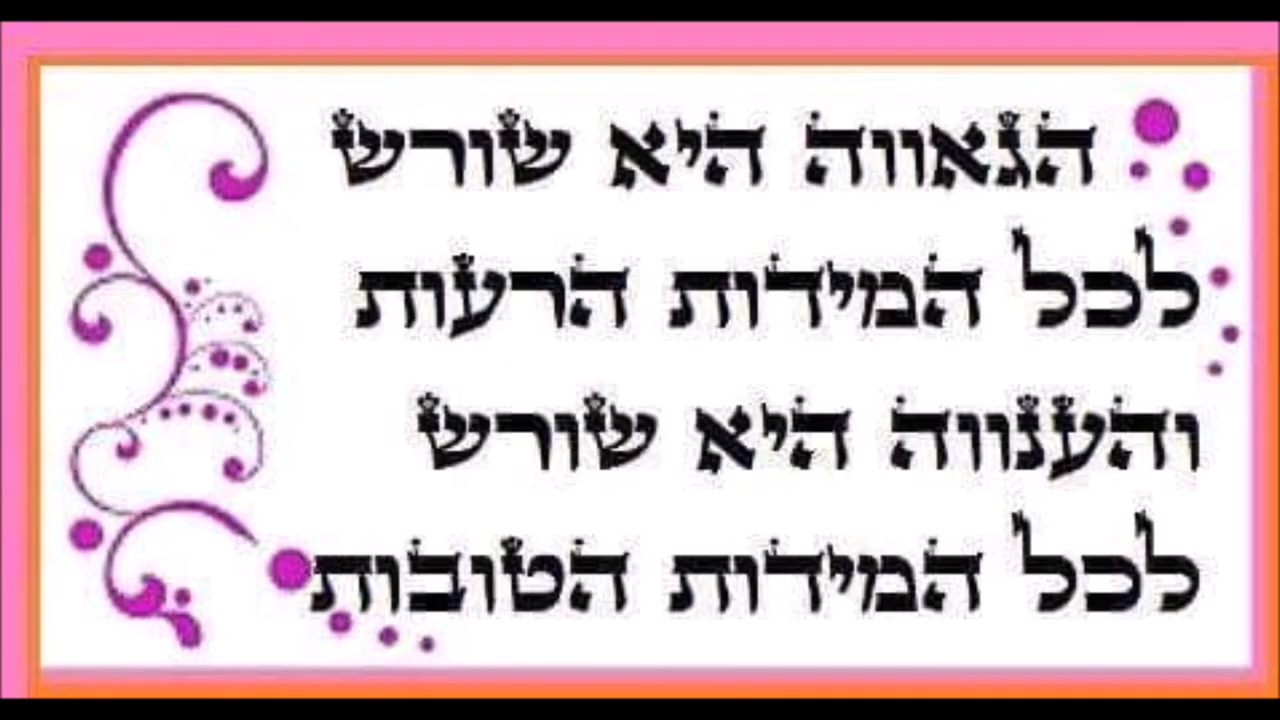 הגאווה היא שורש
לכל המידות הרעות
והענווה היא שורש
לכל המידות הטובות